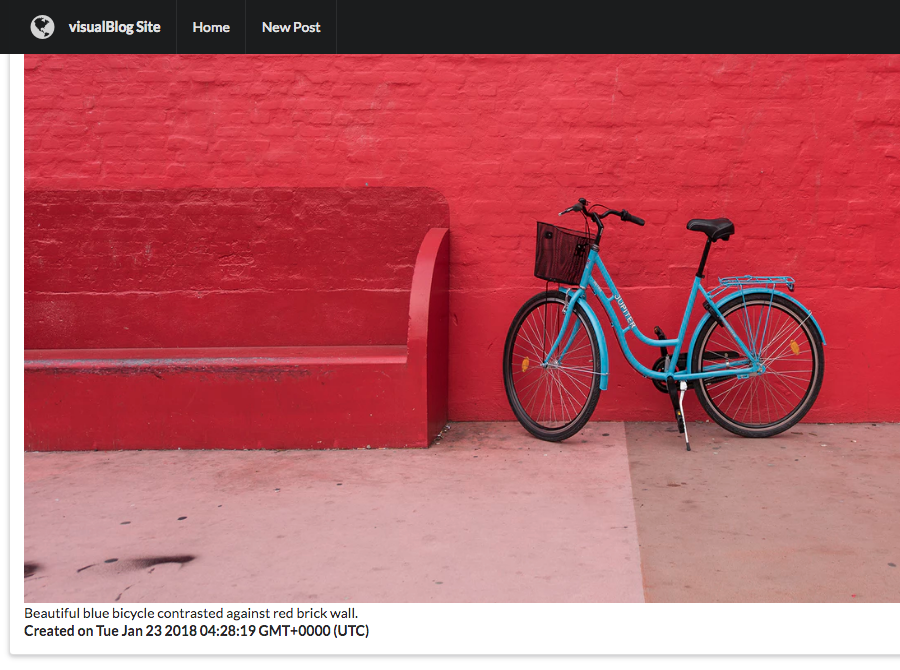 visualBlog Site
Home
New Post
JUPITER
Beautiful blue bicycle contrasted against red brick wall.
Created on Tue Jan 23 2018 04:28:19 GMT+0000 (UTC)